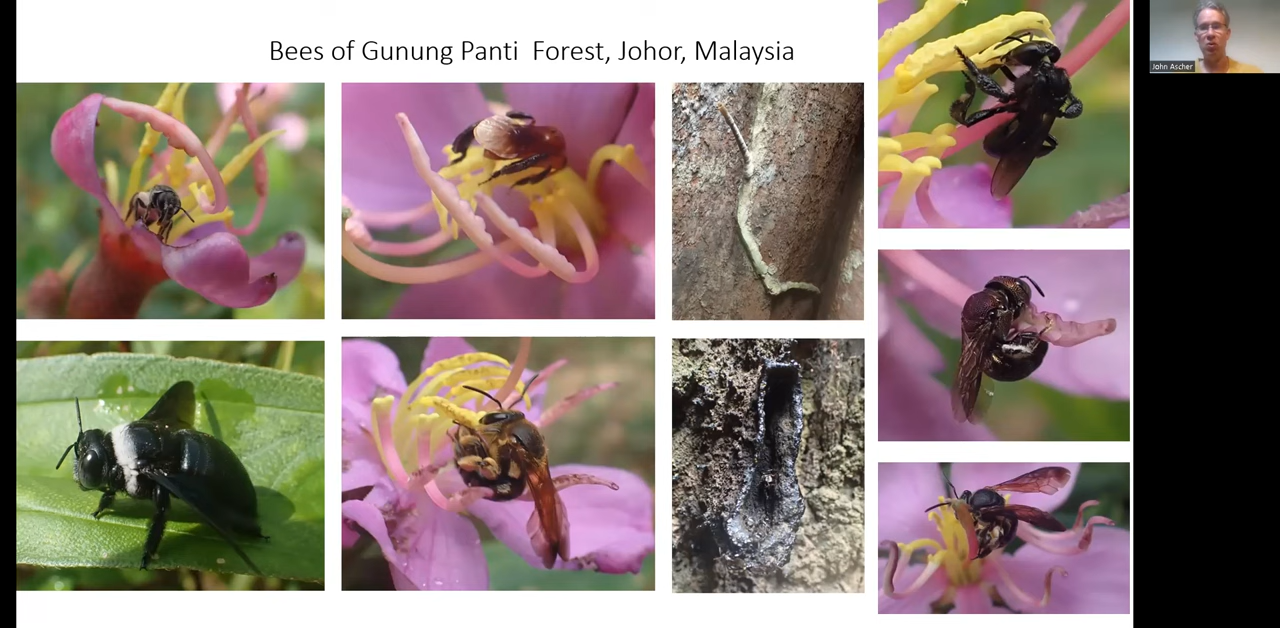 Bees of Gunung Panti Forest, Johor, Malaysia
John Ascher